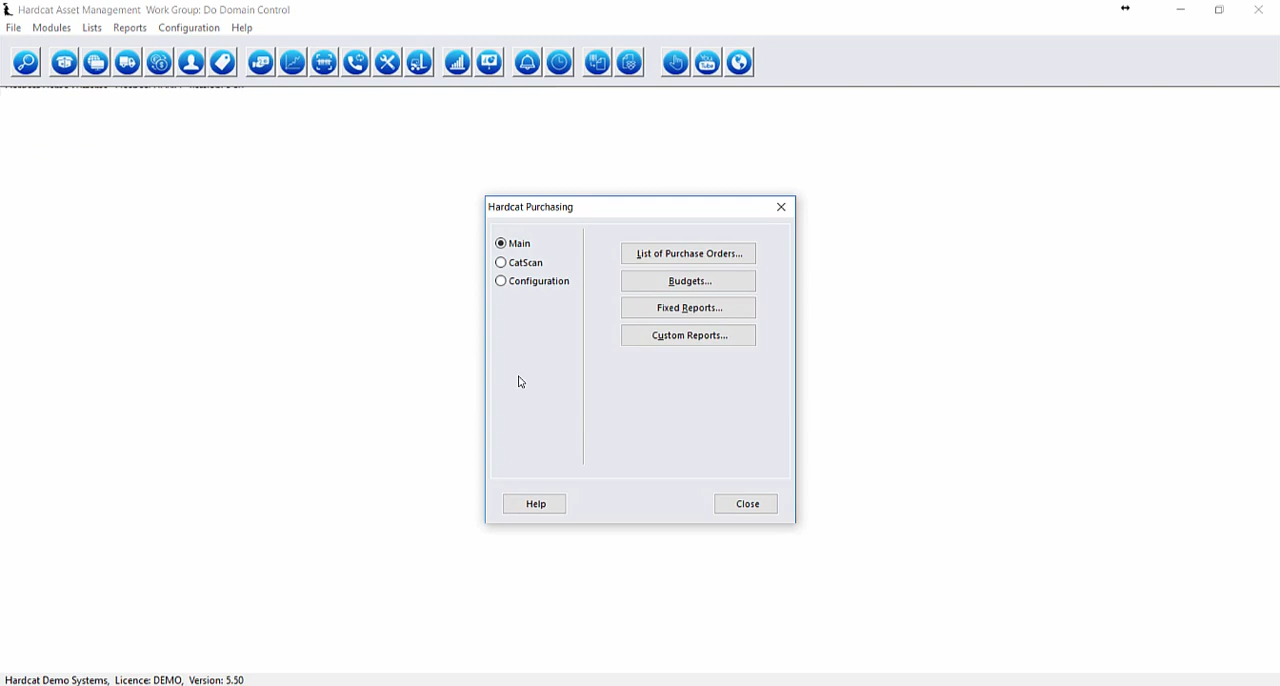 Hardcat Asset Management Work Group: Do Domain Control
File Modules Lists Reports Configuration Help
Tube
Hardcat Purchasing
Main
CatScan
Configuration
List of Purchase Orders...
Budgets...
Fixed Reports...
Custom Reports...
Help
Close
Hardcat Demo Systems, Licence: DEMO, Version: 5.50